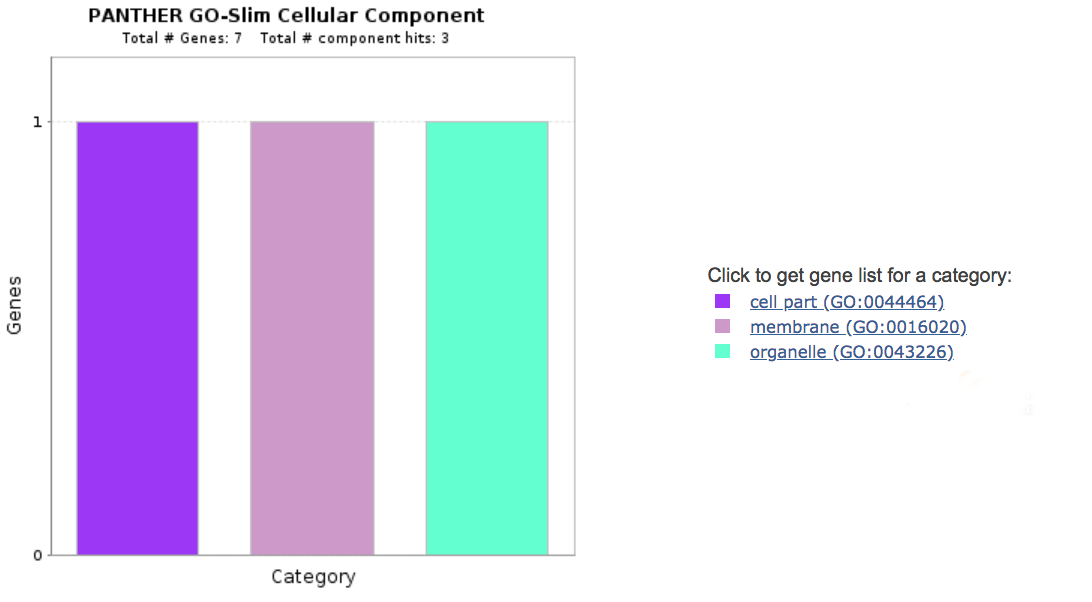 PANTHER GO-Slim Cellular Component
Total # Genes: 7 Total # component hits: 3
1
0
Genes
Category
Click to get gene list for a category:
cell part (GO:0044464)
membrane (GO:0016020)
organelle (GO:0043226)